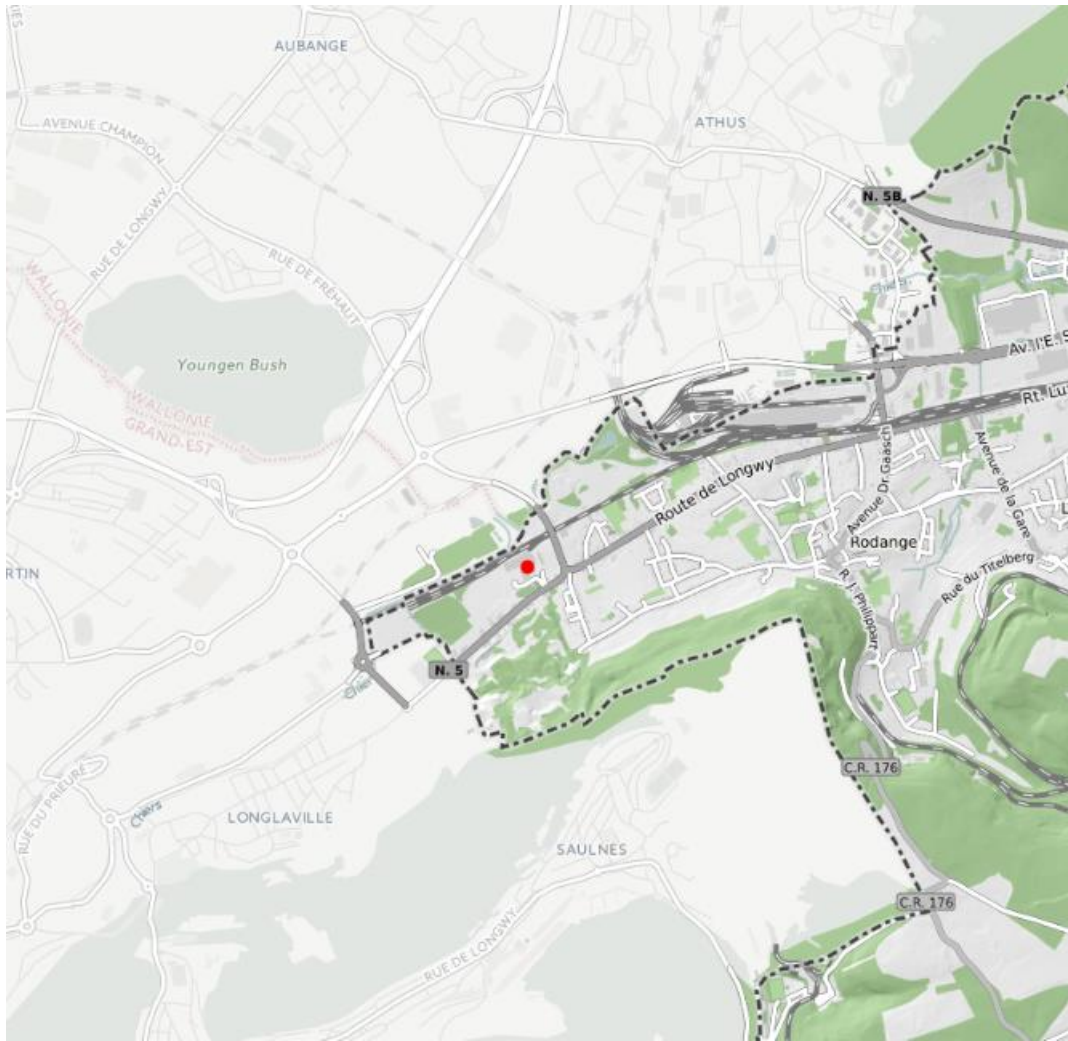 AUBANGE
ATHUS
AVENUE CHAMPION
N. 5B
RUE DE LONGWY
RUE DE FRÉHAUT
WALLONIE
Youngen Bush
WALLONIE
GRAND-EST
Av. l'E. S
Rt. Lu
Route de Longwy
Avenue Dr. Gaasch
Avenue de la Gare
Rodange
L
RTIN
Rue du Titelberg
R. J. Philippart
N. 5
C.R. 176
RUE DU PRIEURÉ
Chiers
LONGLAVILLE
SAULNES
RUE DE LONGWY
C.R. 176